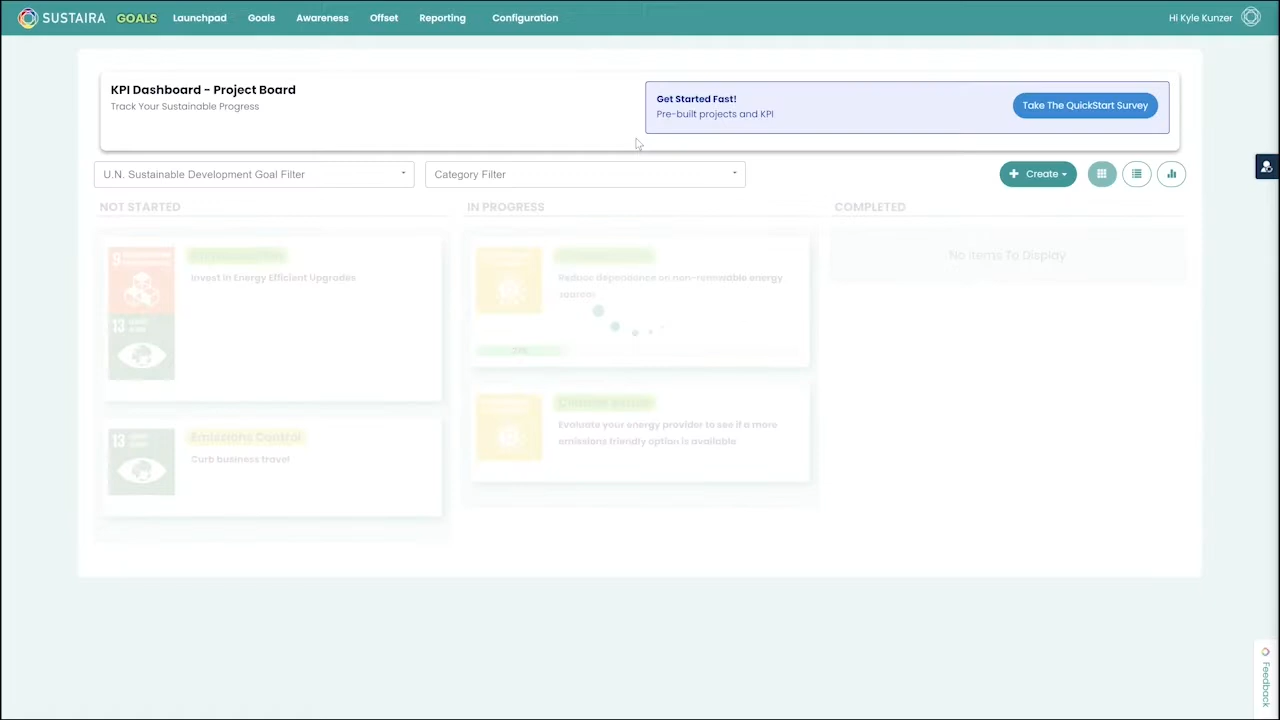 SUSTAIRA GOALS Launchpad Goals Awareness Offset Reporting Configuration Hi Kyle Kunzer
KPI Dashboard - Project Board
Track Your Sustainable Progress
Get Started Fast!
Pre-built projects and KPI
Take The QuickStart Survey
U.N. Sustainable Development Goal Filter
Category Filter
Create
NOT STARTED
IN PROGRESS
COMPLETED
9
Invest In Energy Efficient Upgrades
13
Emissions Control
Curb business travel
Reduce dependence on non-renewable energy
sources
Evaluate your energy provider to see if a more
emissions friendly option is available
No Items To Display
Feedback